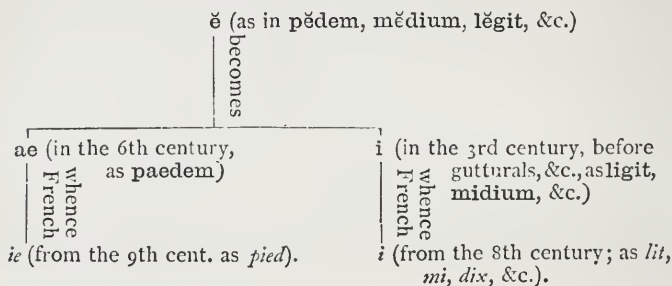 ĕ (as in pĕdem, mĕdium, lĕgit, &c.)
becomes
ae (in the 6th century,
as paedem)
whence
French
ie (from the 9th cent. as pied).
i (in the 3rd century, before
gutturals, &c., as ligit,
midium, &c.)
whence
French
i (from the 8th century; as lit,
mi, dix, &c.).